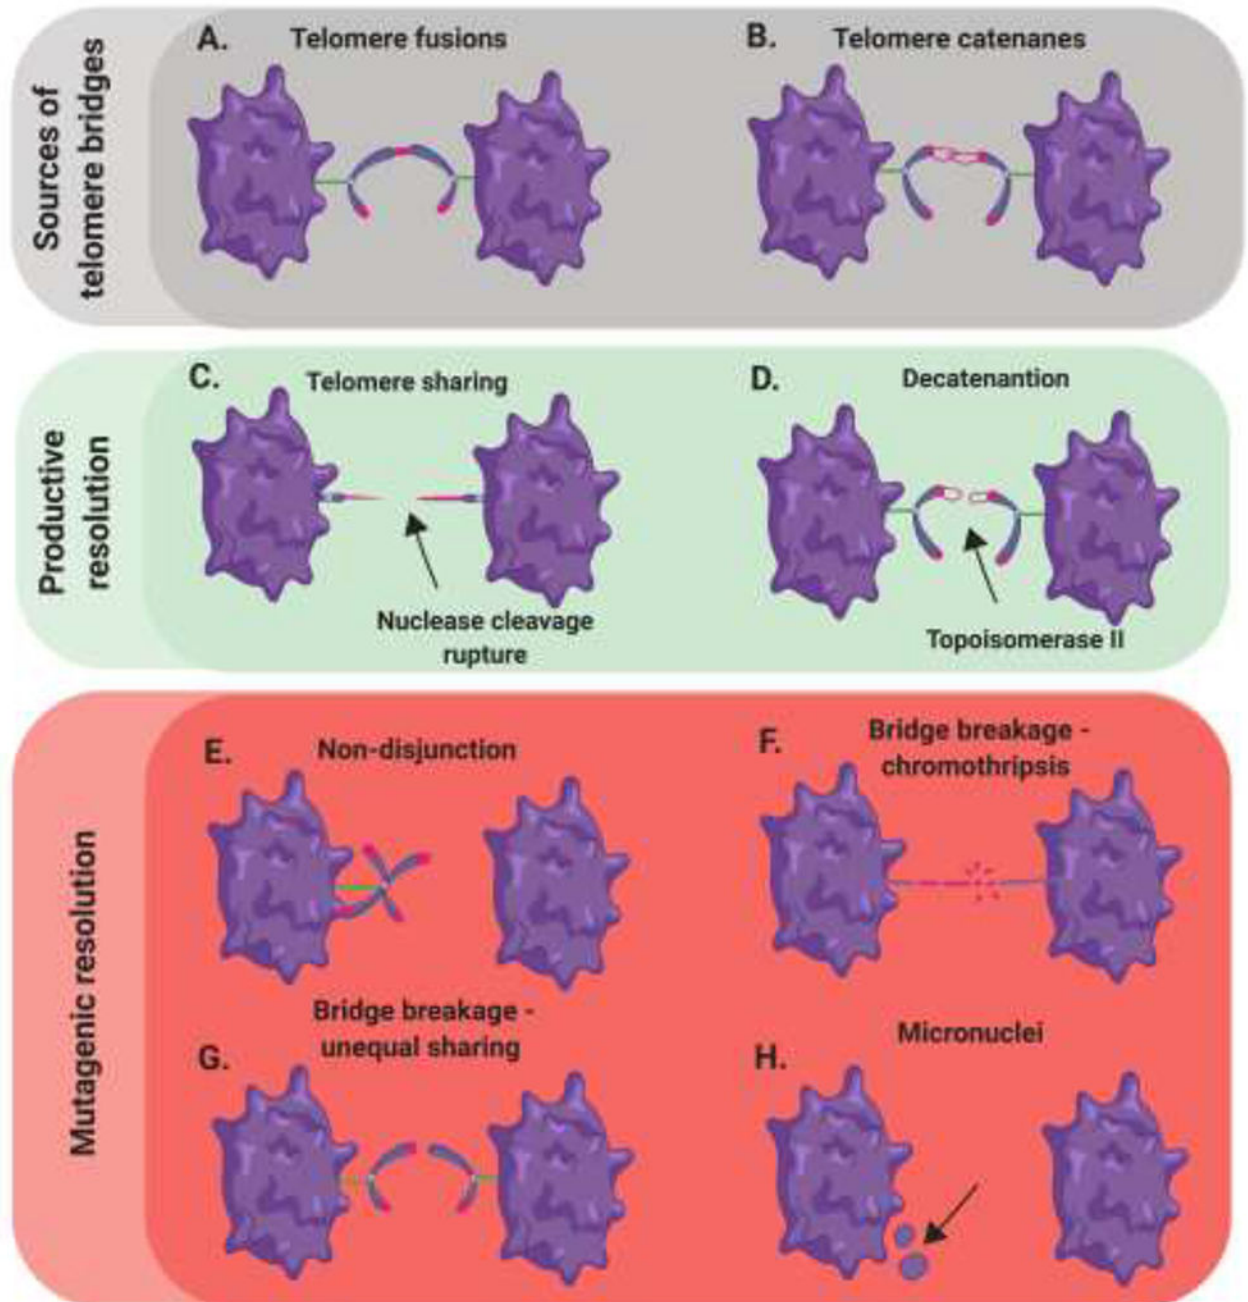 Sources of
telomere bridges
A.
Telomere fusions
B.
Telomere catenanes
Productive
resolution
C.
Telomere sharing
Nuclease cleavage
rupture
D.
Decatenantion
Topoisomerase II
Mutagenic resolution
E.
Non-disjunction
F.
Bridge breakage -
chromothripsis
G.
Bridge breakage -
unequal sharing
H.
Micronuclei